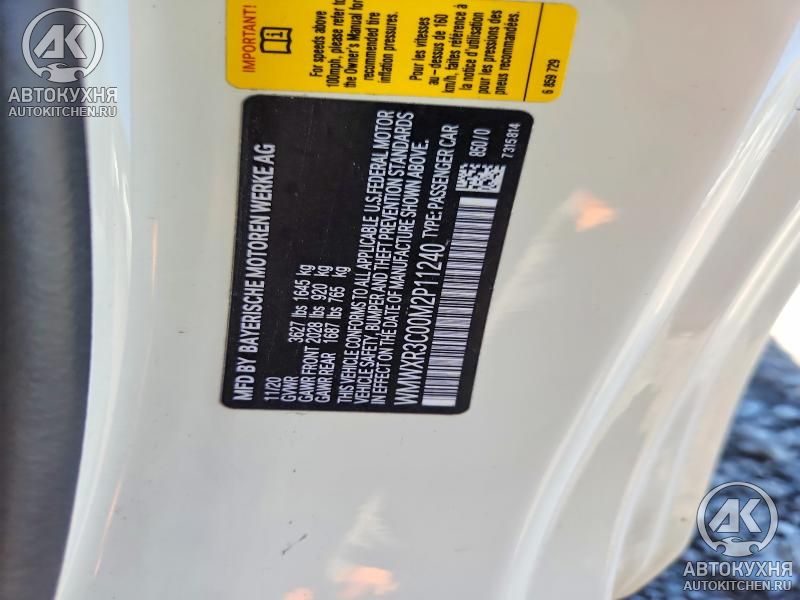 АК
АВТОКУХНЯ
AUTOKITCHEN.RU
IMPORTANT!
For speeds above
100mph, please refer to
the Owner's Manual for
recommended tire
inflation pressures.
Pour les vitesses
au-dessus de 160
km/h, faites référence à
la notice d'utilisation
pour les pressions des
pneus recommandées.
6 859 729
MFD BY BAYERISCHE MOTOREN WERKE AG
11/20
GVWR 3627 lbs 1645 kg
GAWR FRONT 2028 lbs 920 kg
GAWR REAR 1687 lbs 765 kg
THIS VEHICLE CONFORMS TO ALL APPLICABLE U.S.FEDERAL MOTOR
VEHICLE SAFETY, BUMPER AND THEFT PREVENTION STANDARDS
IN EFFECT ON THE DATE OF MANUFACTURE SHOWN ABOVE.
WMWXR3C00M2P11240 TYPE: PASSENGER CAR
850/0
7315814
АК
АВТОКУХНЯ
AUTOKITCHEN.RU